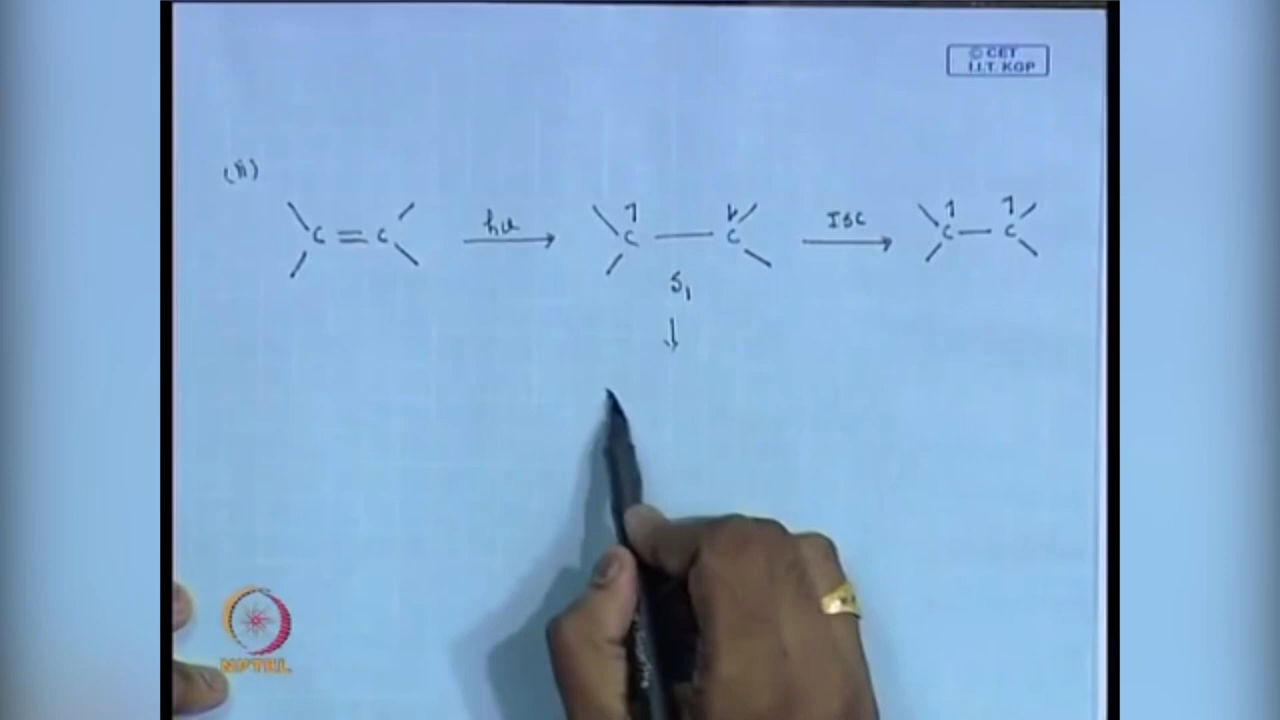 © CET
I.I.T. KGP
(ii)
C = C hν C — C ISC C — C
S₁
NPTEL